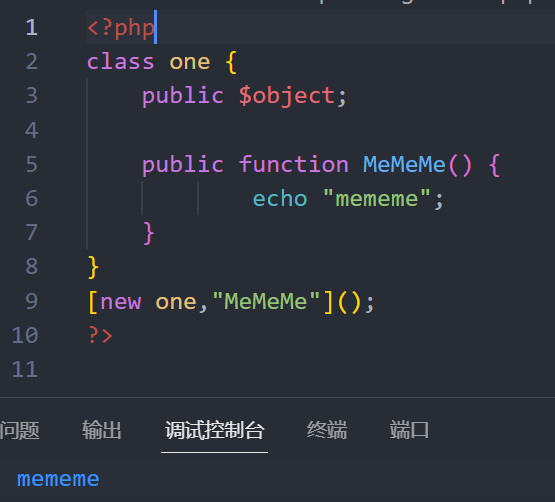 1 <?php
2 class one {
3     public $object;
4
5     public function MeMeMe() {
6             echo "mememe";
7     }
8 }
9 [new one,"MeMeMe"]();
10 ?>
11
问题 输出 调试控制台 终端 端口
mememe